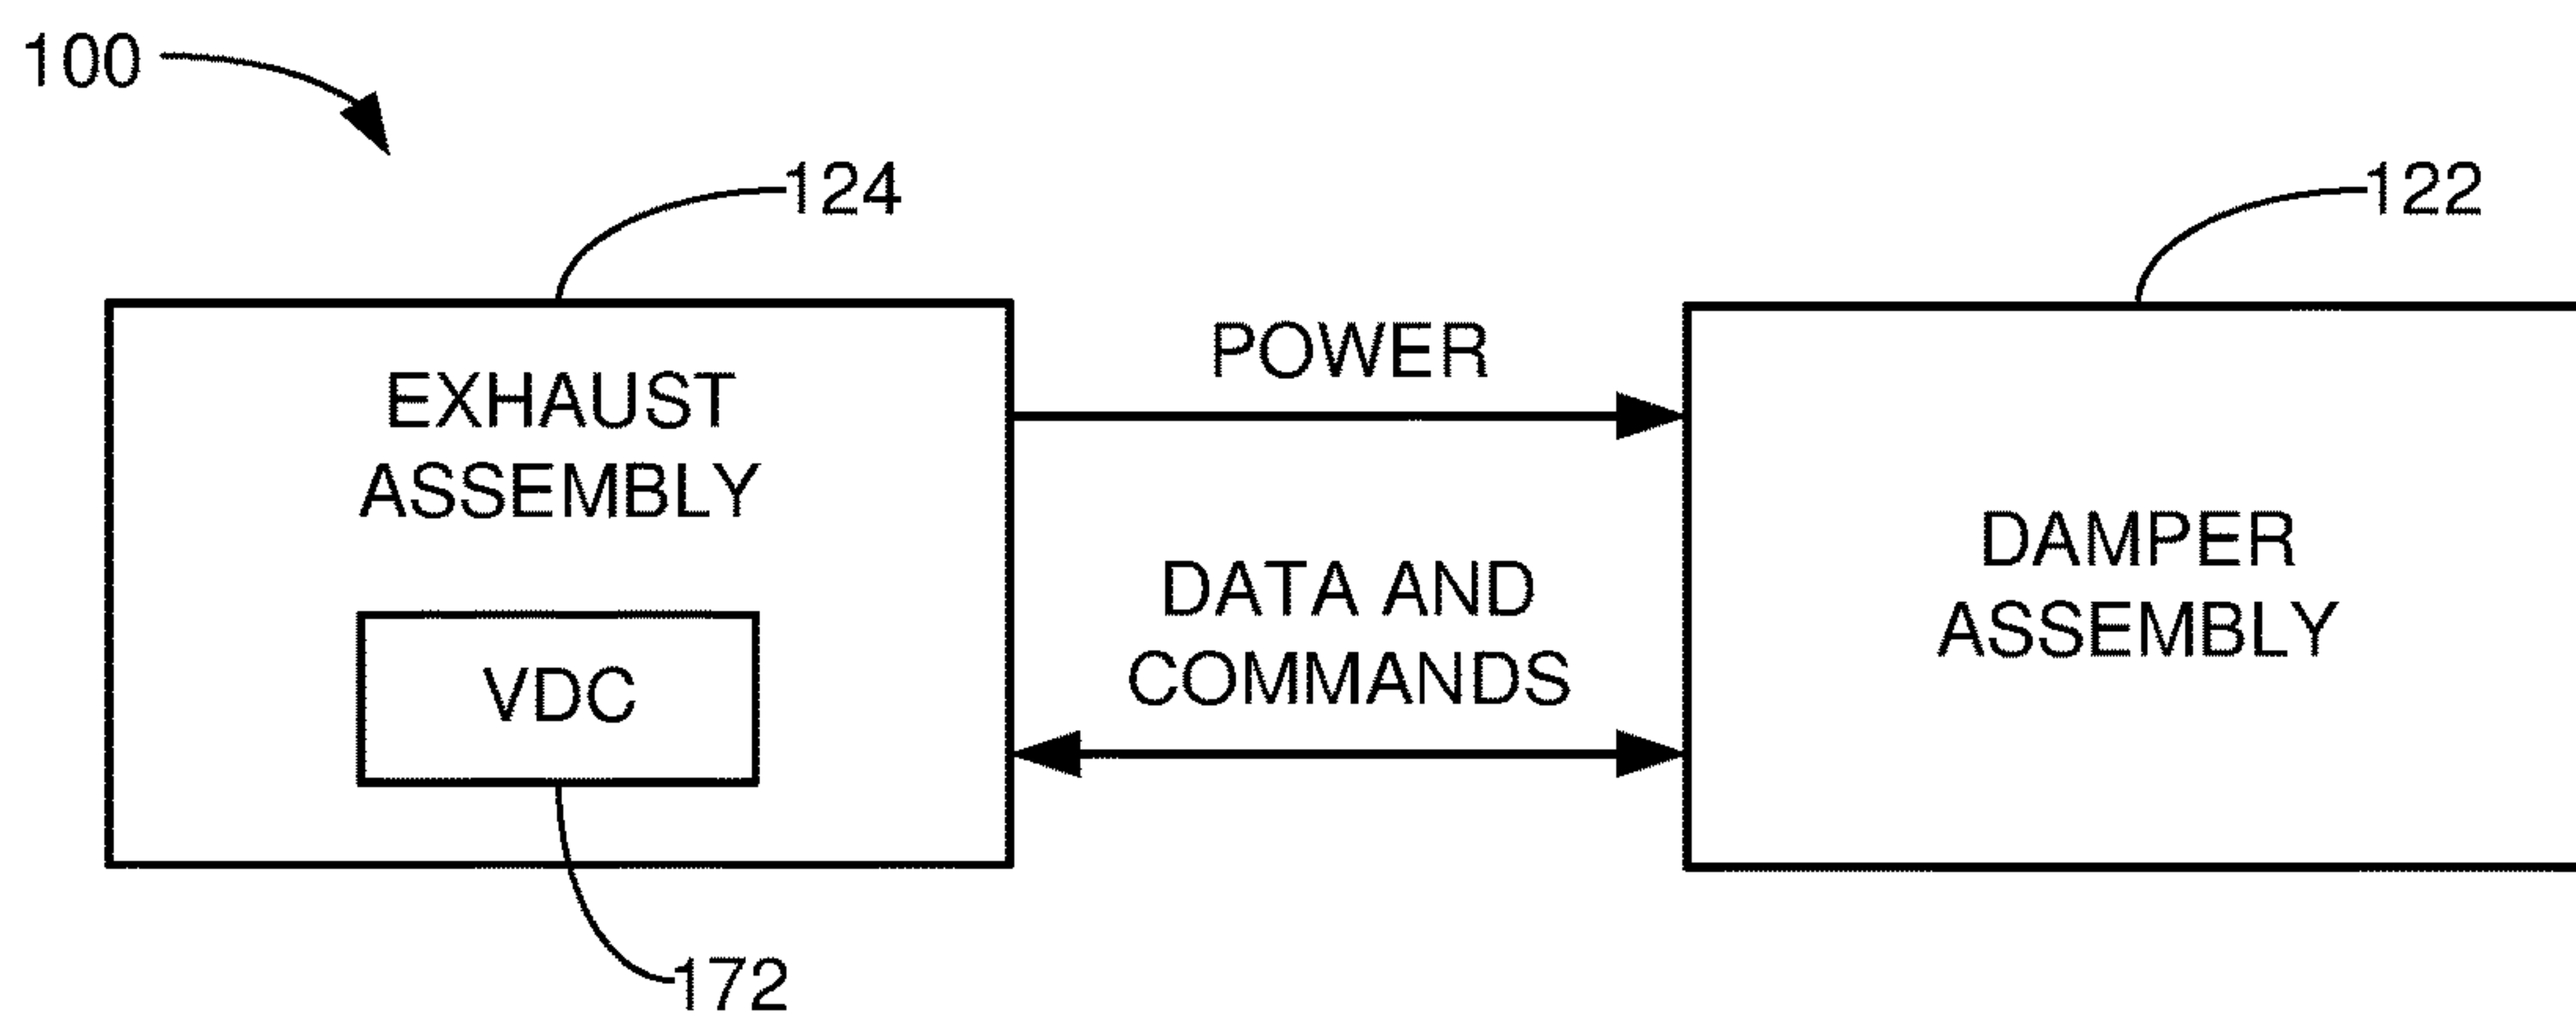 100
124
122
EXHAUST
ASSEMBLY
POWER
DATA AND
COMMANDS
DAMPER
ASSEMBLY
VDC
172